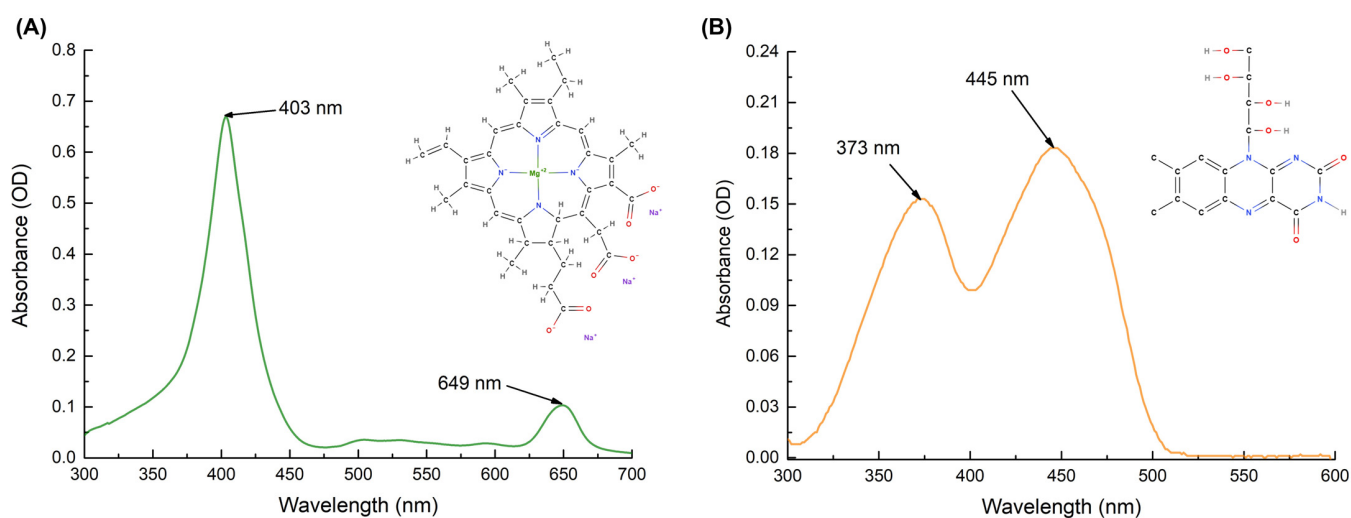 (A)
0.8
0.7
0.6
0.5
0.4
0.3
0.2
0.1
0.0
Absorbance (OD)
403 nm
649 nm
300 350 400 450 500 550 600 650 700
Wavelength (nm)
Mg+2
N
N-
N-
N
O-
O
Na+
O-
O
Na+
O
O-
Na+
(B)
0.24
0.21
0.18
0.15
0.12
0.09
0.06
0.03
0.00
Absorbance (OD)
373 nm
445 nm
300 350 400 450 500 550 600
Wavelength (nm)
H O C
H O C
C O H
C O H
N N O
N N H
O